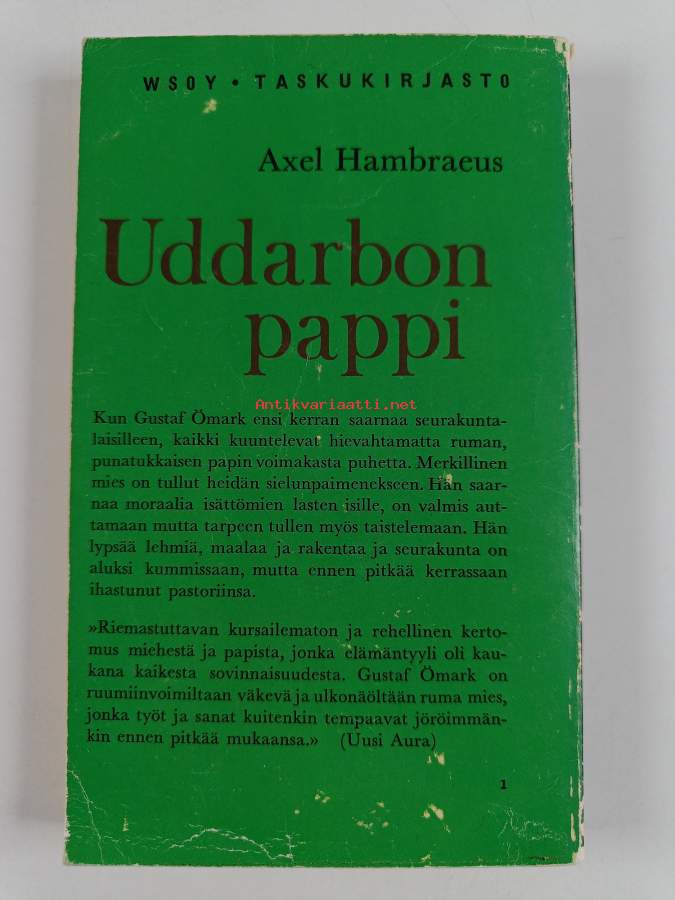 WSOY • TASKUKIRJASTO
Axel Hambraeus
Uddarbon
pappi
Antikvariaatti.net
Kun Gustaf Ömark ensi kerran saarnaa seurakunta-
laisilleen, kaikki kuuntelevat hievahtamatta ruman,
punatukkaisen papin voimakasta puhetta. Merkillinen
mies on tullut heidän sielunpaimenekseen. Hän saar-
naa moraalia isättömien lasten isille, on valmis aut-
tamaan mutta tarpeen tullen myös taistelemaan. Hän
lypsää lehmiä, maalaa ja rakentaa ja seurakunta on
aluksi kummissaan, mutta ennen pitkää kerrassaan
ihastunut pastoriinsa.
»Riemastuttavan kursailematon ja rehellinen kerto-
mus miehestä ja papista, jonka elämäntyyli oli kau-
kana kaikesta sovinnaisuudesta. Gustaf Ömark on
ruumiinvoimiltaan väkevä ja ulkonäöltään ruma mies,
jonka työt ja sanat kuitenkin tempaavat jöröimmän-
kin ennen pitkää mukaansa.» (Uusi Aura)
1